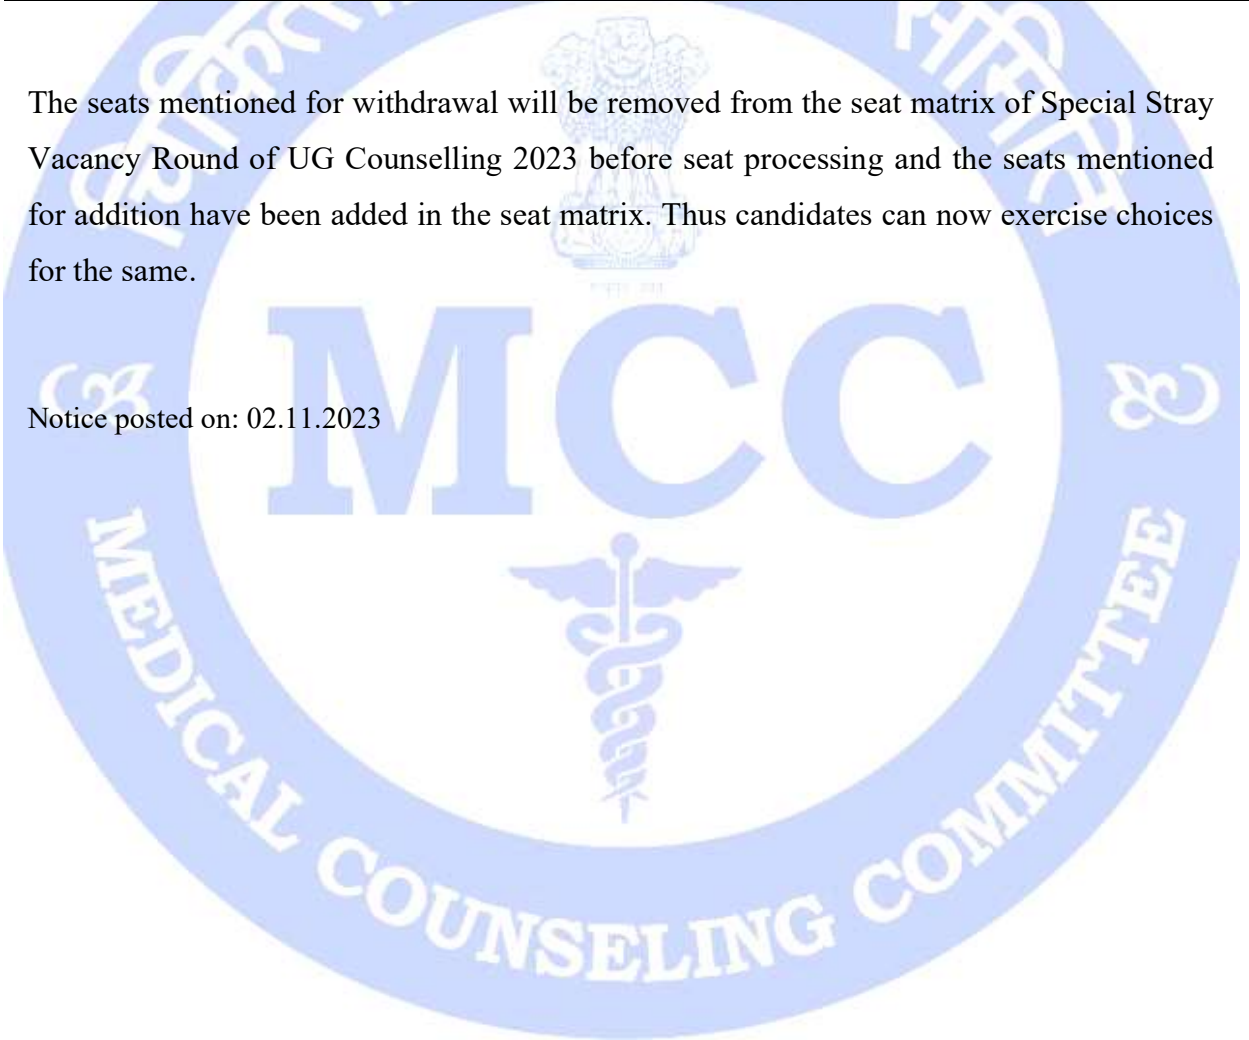 चिकित
समिति
The seats mentioned for withdrawal will be removed from the seat matrix of Special Stray
Vacancy Round of UG Counselling 2023 before seat processing and the seats mentioned
for addition have been added in the seat matrix. Thus candidates can now exercise choices
for the same.
MCC
Notice posted on: 02.11.2023
MEDICAL COUNSELING COMMITTEE